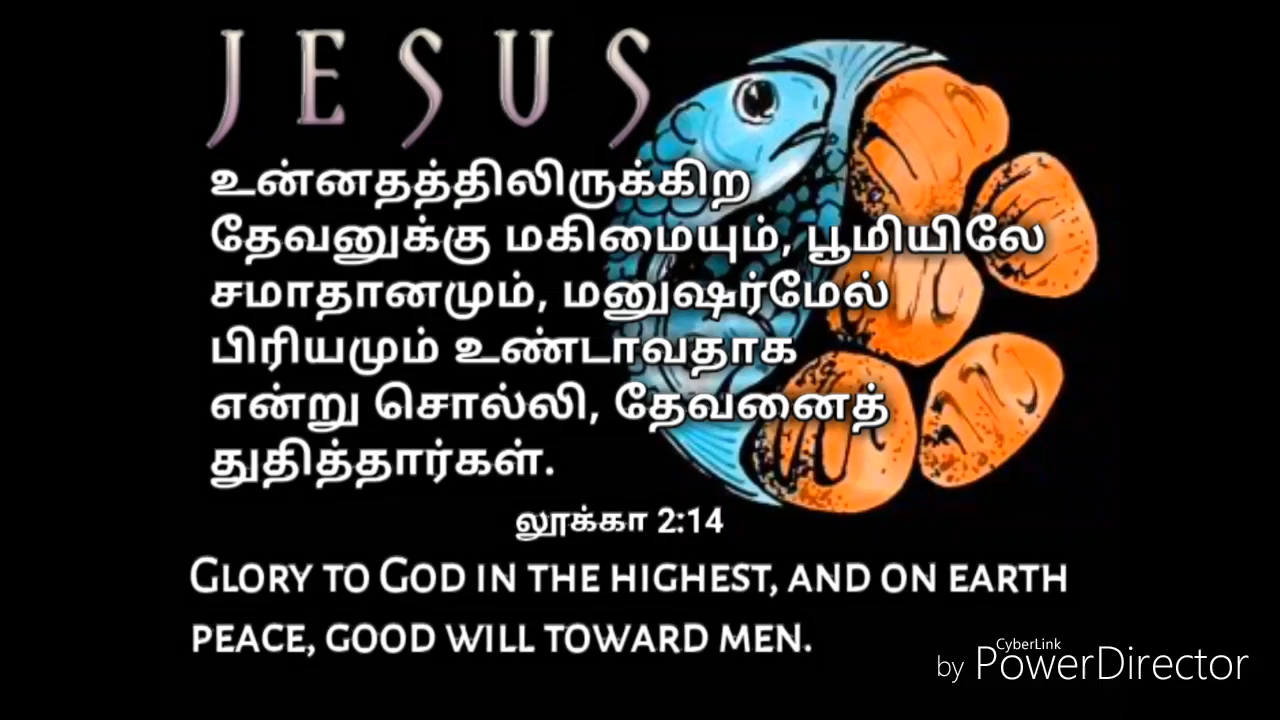 JESUS
உன்னதத்திலிருக்கிற
தேவனுக்கு மகிமையும், பூமியிலே
சமாதானமும், மனுஷர்மேல்
பிரியமும் உண்டாவதாக
என்று சொல்லி, தேவனைத்
துதித்தார்கள்.
லூக்கா 2:14
GLORY TO GOD IN THE HIGHEST, AND ON EARTH
PEACE, GOOD WILL TOWARD MEN.
CyberLink
by PowerDirector